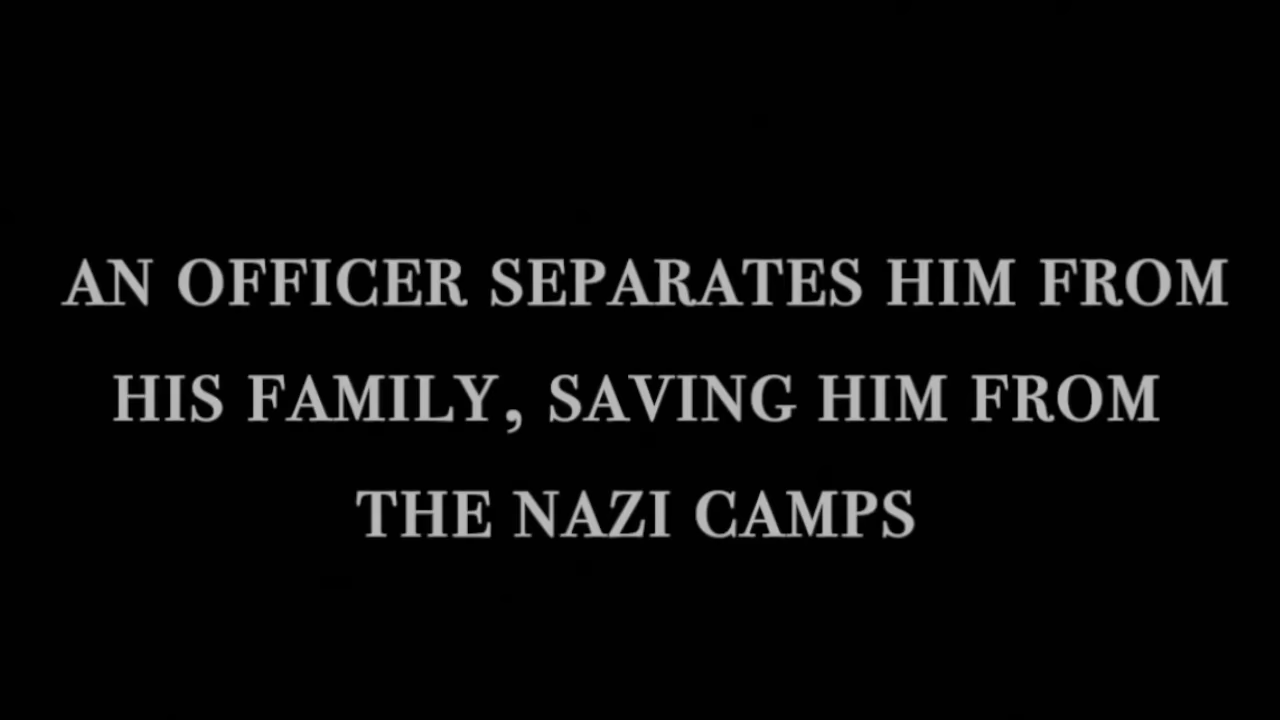 AN OFFICER SEPARATES HIM FROM
HIS FAMILY, SAVING HIM FROM
THE NAZI CAMPS